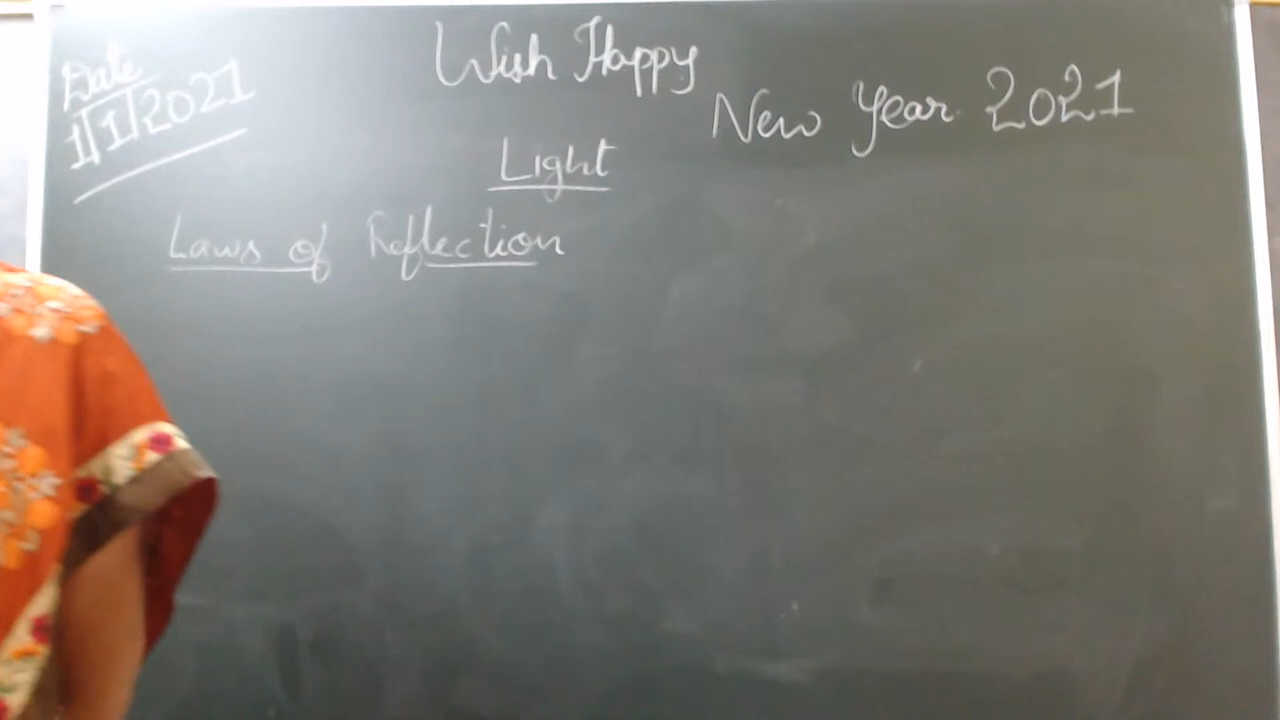 Date
1/1/2021
Wish Happy
New Year 2021
Light
Laws of Reflection